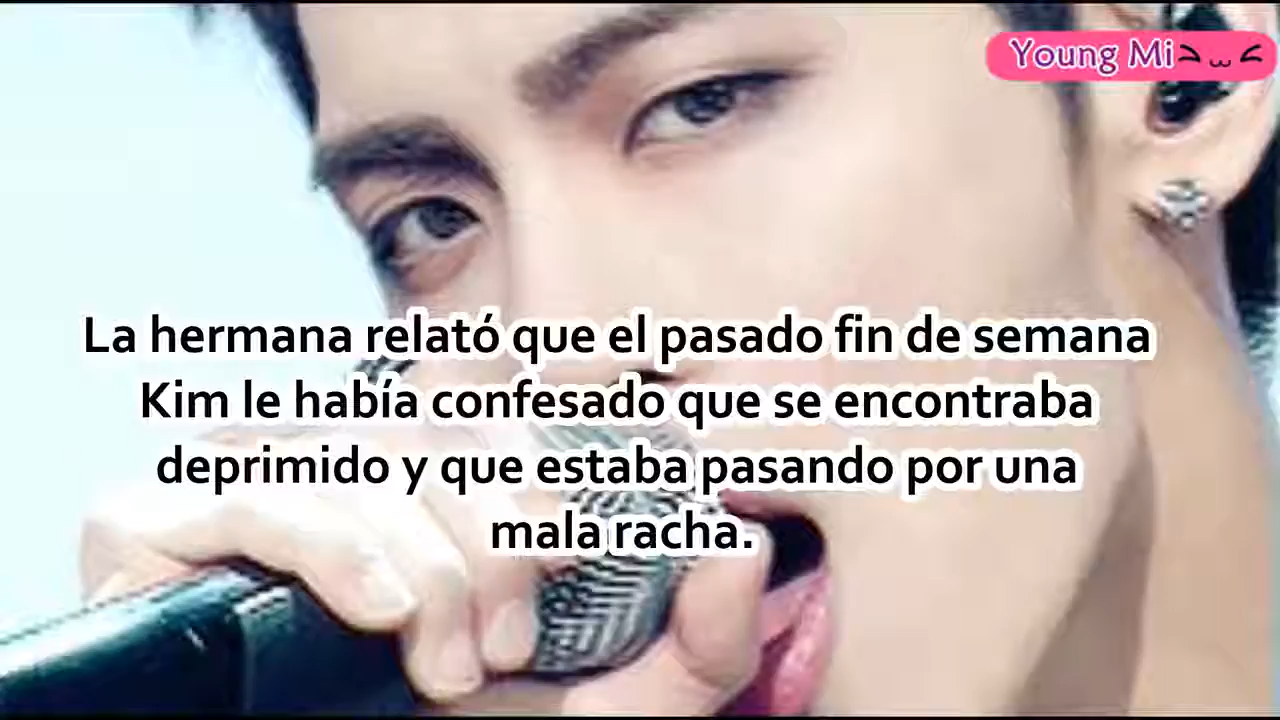 Young Mi>ω<
La hermana relató que el pasado fin de semana
Kim le había confesado que se encontraba
deprimido y que estaba pasando por una
mala racha.